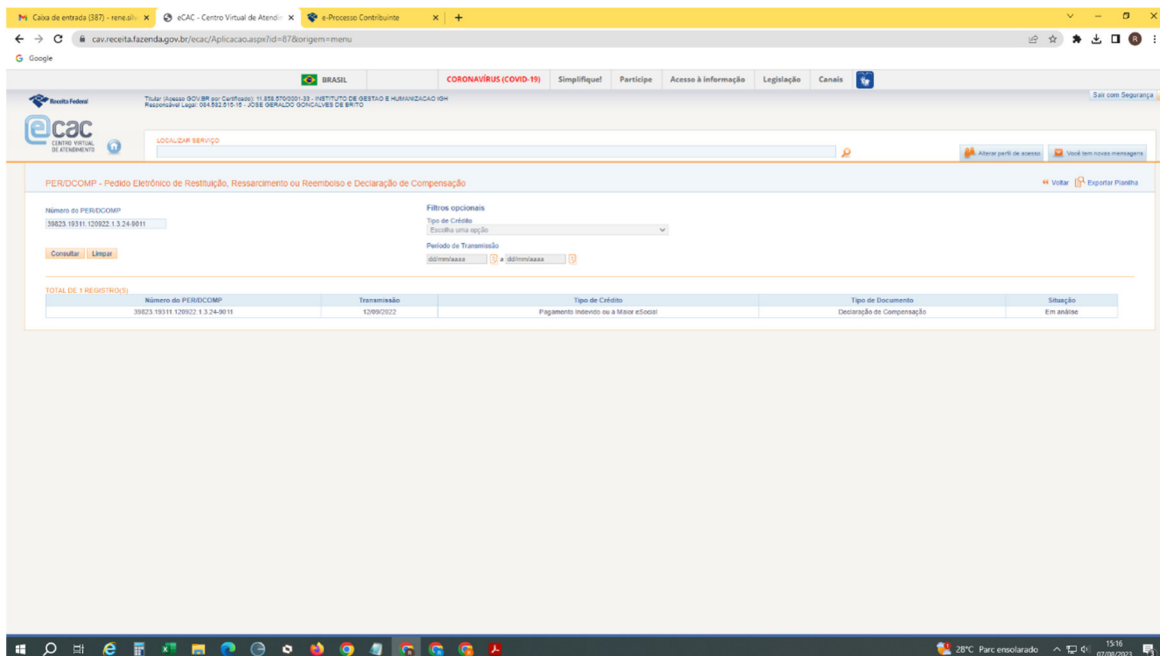 Caixa de entrada (387) - rene.silv
eCAC - Centro Virtual de Atendim
e-Processo Contribuinte
cav.receita.fazenda.gov.br/ecac/Aplicacao.aspx?id=87&origem=menu
R
Google
BRASIL
CORONAVÍRUS (COVID-19)
Simplifique!
Participe
Acesso à informação
Legislação
Canais
Receita Federal
Titular (Acesso GOV.BR por Certificado): 11.858.570/0001-33 - INSTITUTO DE GESTAO E HUMANIZACAO IGH
Responsável Legal: 084.582.515-15 - JOSE GERALDO GONCALVES DE BRITO
Sair com Segurança
ecac
CENTRO VIRTUAL
DE ATENDIMENTO
LOCALIZAR SERVIÇO
Alterar perfil de acesso
Você tem novas mensagens
PER/DCOMP - Pedido Eletrônico de Restituição, Ressarcimento ou Reembolso e Declaração de Compensação
Voltar
Exportar Planilha
Número do PER/DCOMP
39823.19311.120922.1.3.24-9011
Consultar
Limpar
Filtros opcionais
Tipo de Crédito
Escolha uma opção
Período de Transmissão
dd/mm/aaaa a dd/mm/aaaa
TOTAL DE 1 REGISTRO(S)
Número do PER/DCOMP Transmissão Tipo de Crédito Tipo de Documento Situação
39823.19311.120922.1.3.24-9011 12/09/2022 Pagamento Indevido ou a Maior eSocial Declaração de Compensação Em análise
28°C Parc ensolarado
15:16
07/08/2023